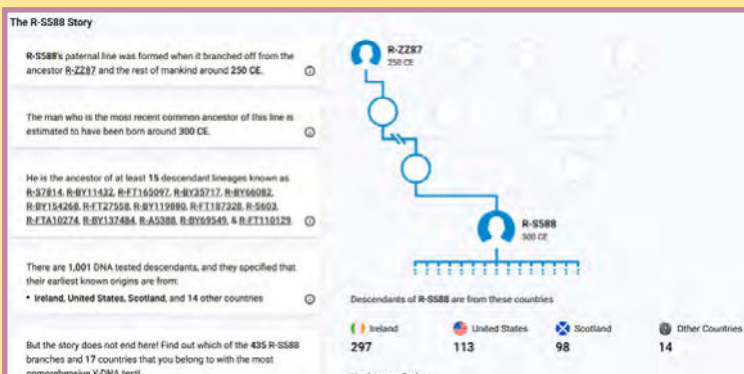 The R-S588 Story
R-S588's paternal line was formed when it branched off from the
ancestor R-ZZ87 and the rest of mankind around 250 CE.
The man who is the most recent common ancestor of this line is
estimated to have been born around 300 CE.
He is the ancestor of at least 15 descendant lineages known as
R-S7814, R-BY11432, R-FT165097, R-BY35717, R-BY66082,
R-BY154268, R-FT27558, R-BY119880, R-FT187328, R-S603,
R-FTA10274, R-BY137484, R-A5388, R-BY69549, & R-FT110129.
There are 1,001 DNA tested descendants, and they specified that
their earliest known origins are from:
• Ireland, United States, Scotland, and 14 other countries
But the story does not end here! Find out which of the 435 R-S588
branches and 17 countries that you belong to with the most
comprehensive Y-DNA test!
R-ZZ87
250 CE
R-S588
300 CE
Descendants of R-S588 are from these countries
Ireland
297
United States
113
Scotland
98
Other Countries
14